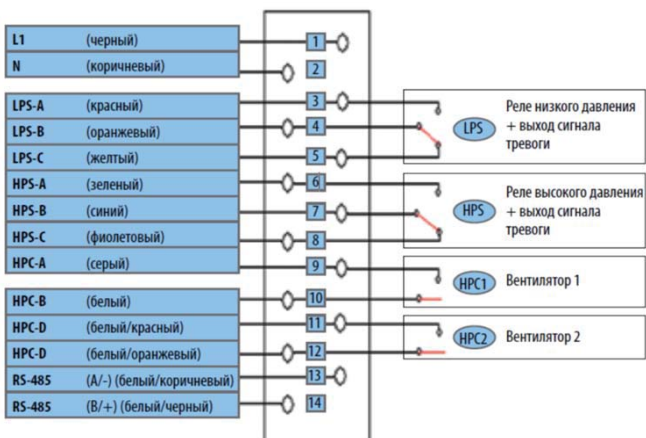 L1 (черный) 1
N (коричневый) 2
LPS-A (красный) 3
LPS-B (оранжевый) 4
LPS-C (желтый) 5
HPS-A (зеленый) 6
HPS-B (синий) 7
HPS-C (фиолетовый) 8
HPC-A (серый) 9
HPC-B (белый) 10
HPC-D (белый/красный) 11
HPC-D (белый/оранжевый) 12
RS-485 (A/-) (белый/коричневый) 13
RS-485 (B/+) (белый/черный) 14
LPS
Реле низкого давления
+ выход сигнала
тревоги
HPS
Реле высокого давления
+ выход сигнала
тревоги
HPC1 Вентилятор 1
HPC2 Вентилятор 2